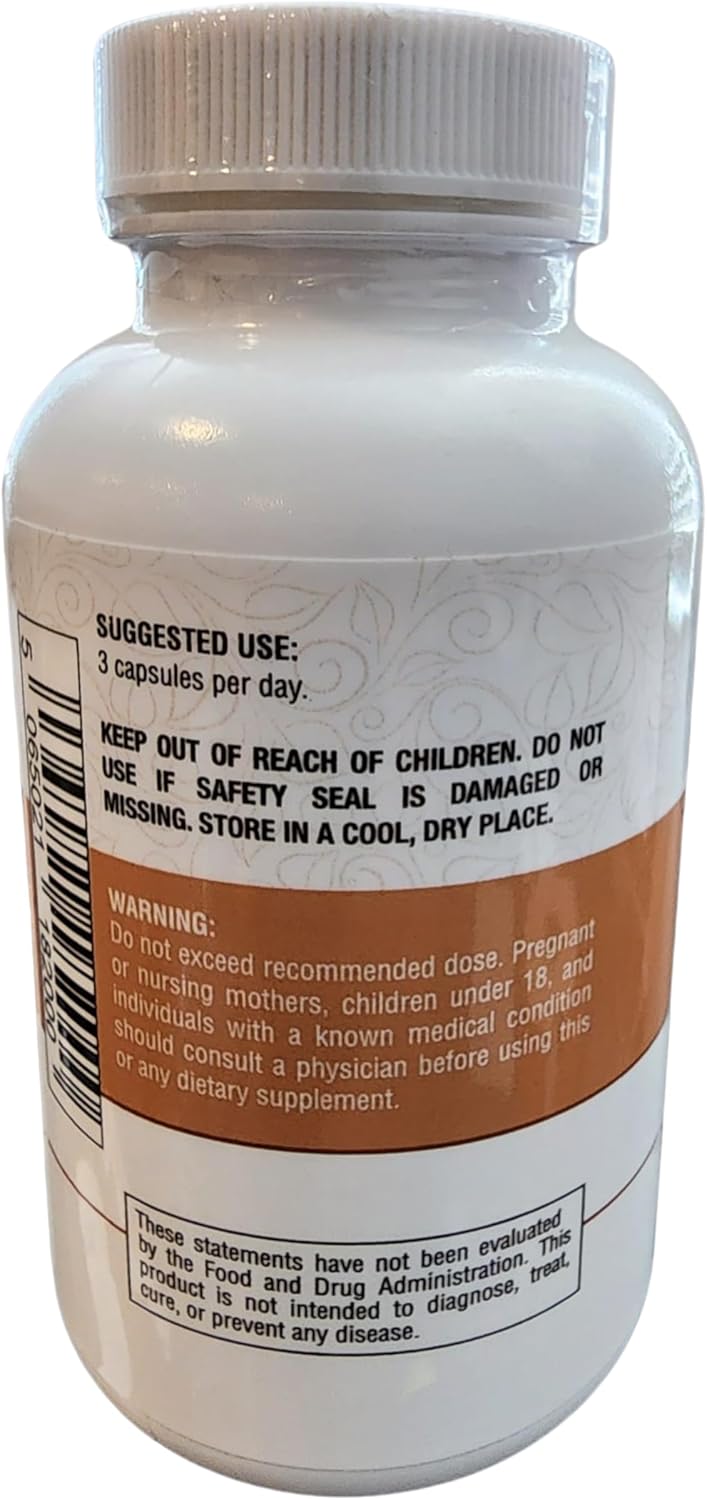 SUGGESTED USE:
3 capsules per day.
KEEP OUT OF REACH OF CHILDREN. DO NOT
USE IF SAFETY SEAL IS DAMAGED OR
MISSING. STORE IN A COOL, DRY PLACE.
WARNING:
Do not exceed recommended dose. Pregnant
or nursing mothers, children under 18, and
individuals with a known medical condition
should consult a physician before using this
or any dietary supplement.
These statements have not been evaluated
by the Food and Drug Administration. This
product is not intended to diagnose, treat,
cure, or prevent any disease.
5 065021 182000